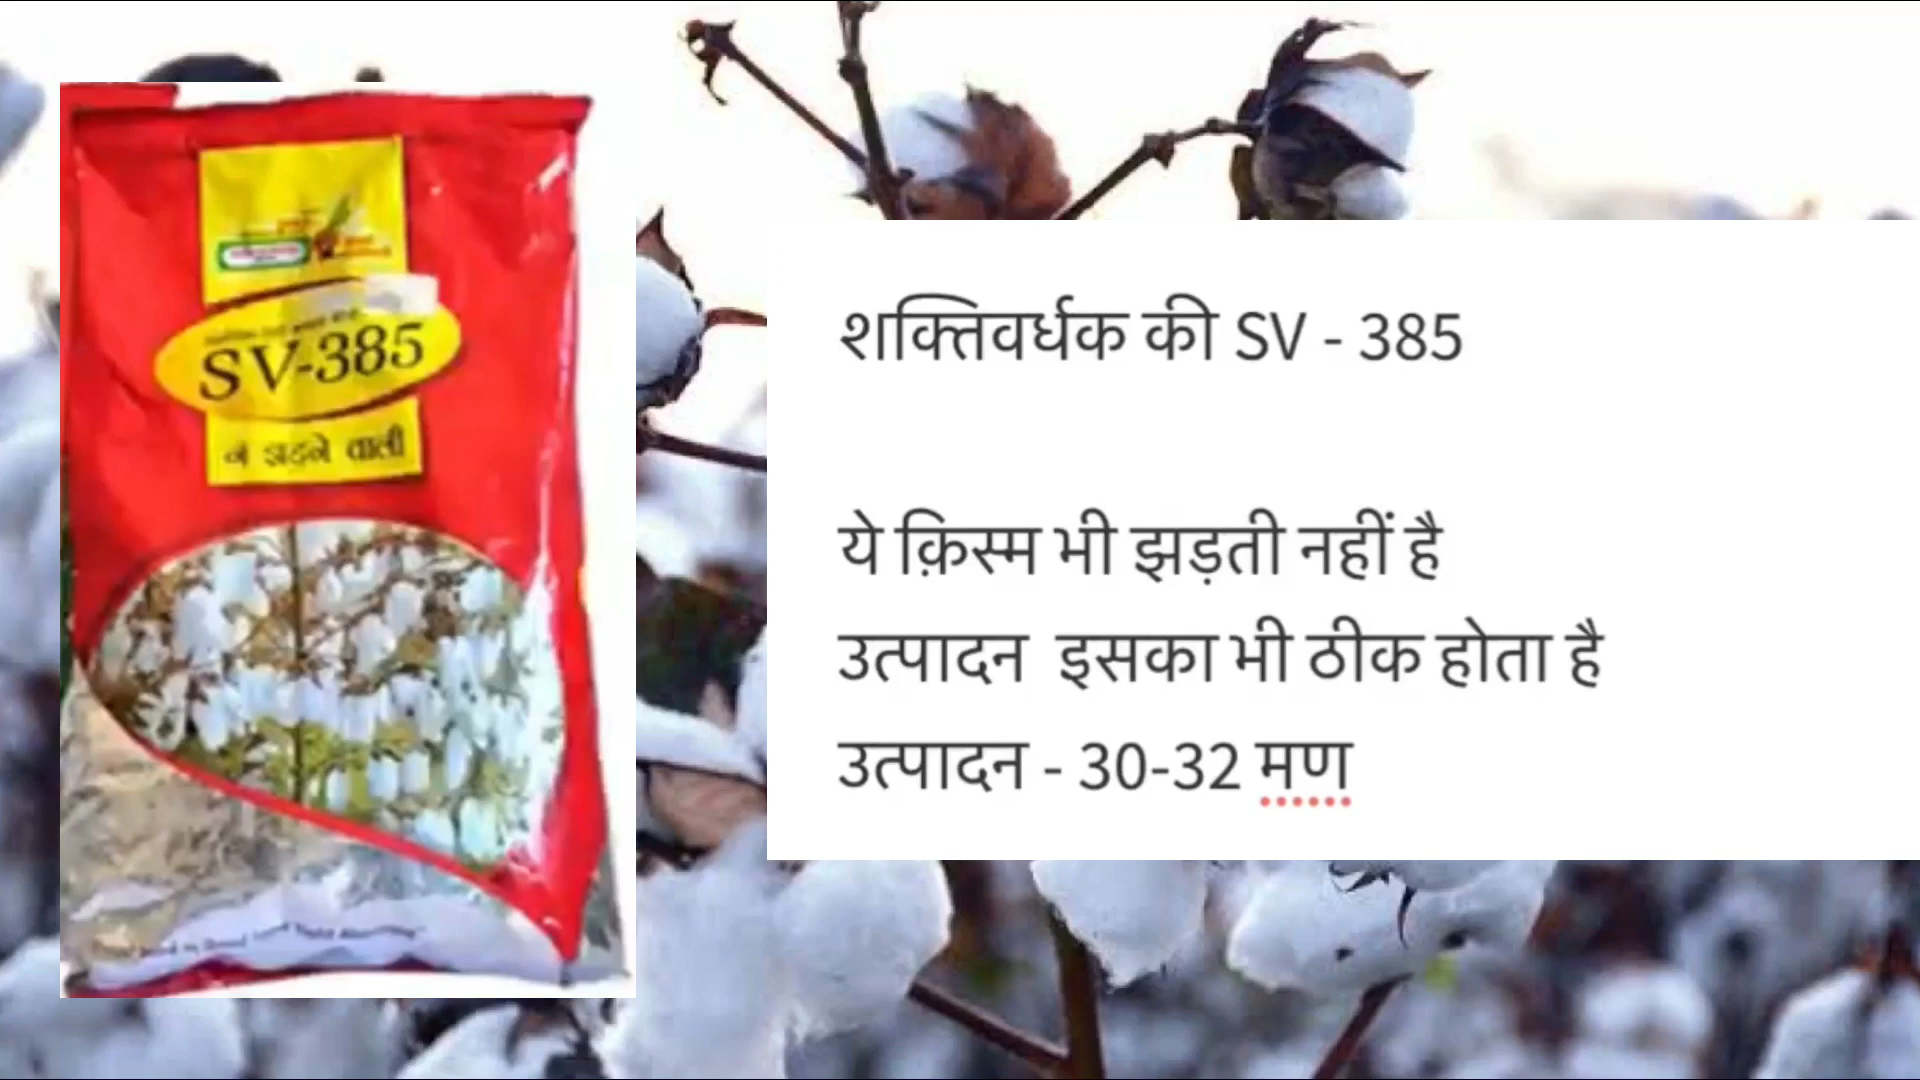 SV-385
न झड़ने वाली
शक्तिवर्धक की SV - 385
ये क़िस्म भी झड़ती नहीं है
उत्पादन इसका भी ठीक होता है
उत्पादन - 30-32 मण